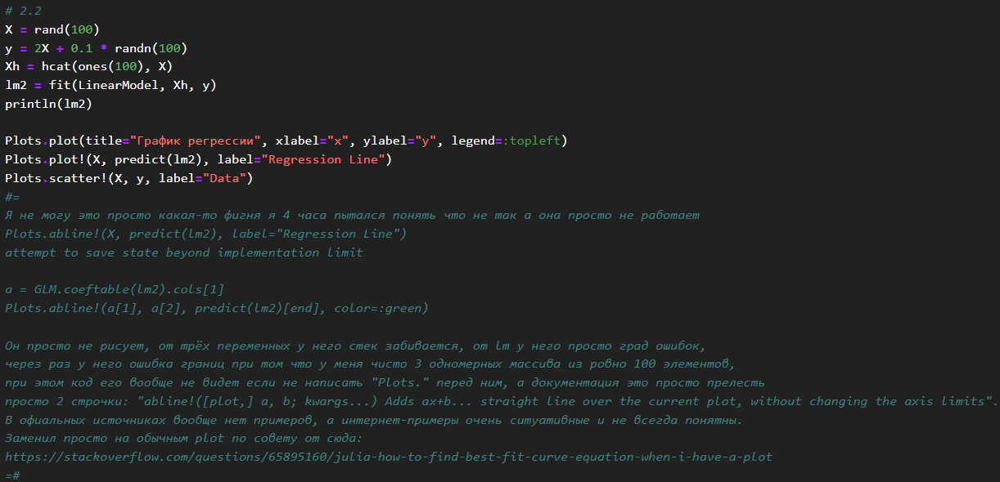 # 2.2
X = rand(100)
y = 2X + 0.1 * randn(100)
Xh = hcat(ones(100), X)
lm2 = fit(LinearModel, Xh, y)
println(lm2)
Plots.plot(title="График регрессии", xlabel="x", ylabel="y", legend=:topleft)
Plots.plot!(X, predict(lm2), label="Regression Line")
Plots.scatter!(X, y, label="Data")
#=
Я не могу это просто какая-то фигня я 4 часа пытался понять что не так а она просто не работает
Plots.abline!(X, predict(lm2), label="Regression Line")
attempt to save state beyond implementation limit
a = GLM.coeftable(lm2).cols[1]
Plots.abline!(a[1], a[2], predict(lm2)[end], color=:green)
Он просто не рисует, от трёх переменных у него стек забивается, от lm у него просто град ошибок,
через раз у него ошибка границ при том что у меня чисто 3 одномерных массива из ровно 100 элементов,
при этом код его вообще не видет если не написать "Plots." перед ним, а документация это просто прелесть
просто 2 строчки: "abline!([plot,] a, b; kwargs...) Adds ax+b... straight line over the current plot, without changing the axis limits".
В офиальных источниках вообще нет примеров, а интернет-примеры очень ситуативные и не всегда понятны.
Заменил просто на обычным plot по совету от сюда:
https://stackoverflow.com/questions/65895160/julia-how-to-find-best-fit-curve-equation-when-i-have-a-plot
=#